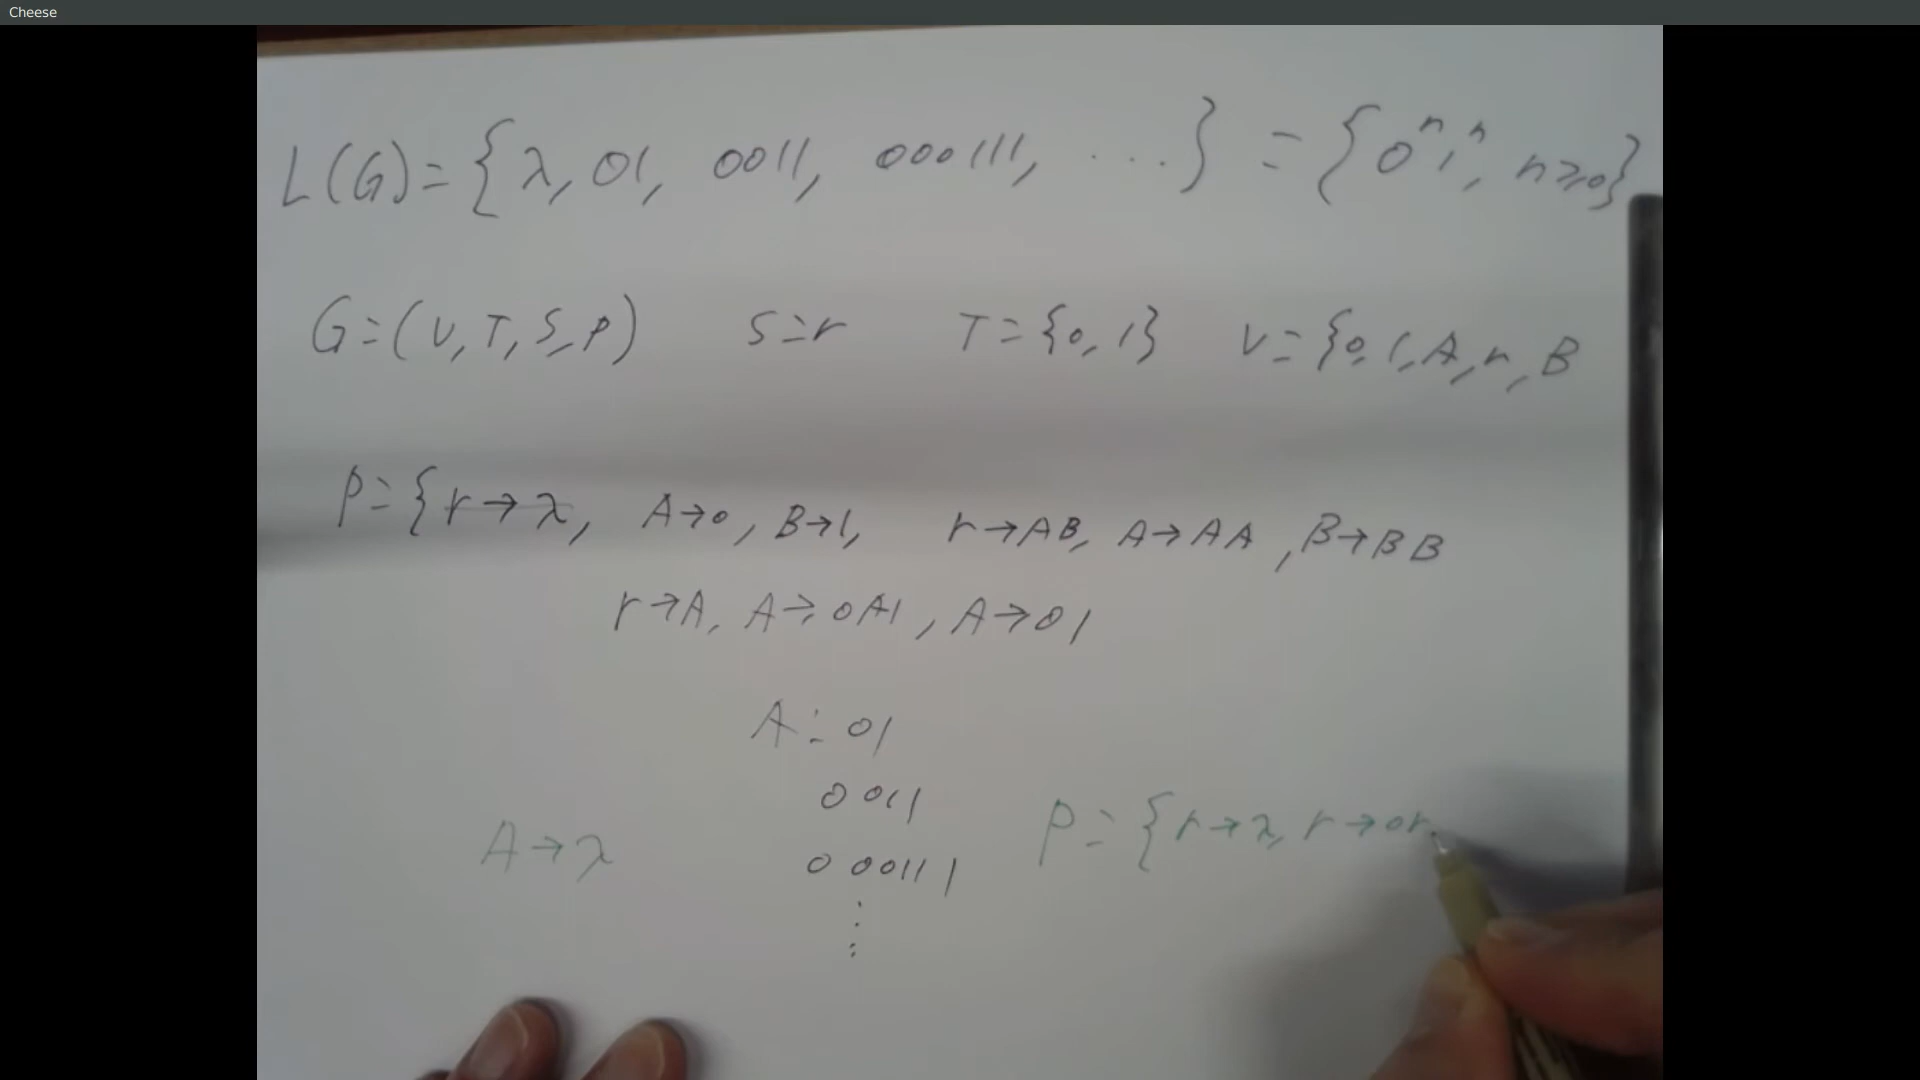 Cheese
L(G)={λ, 01, 0011, 000111, ...} = {0ⁿ1ⁿ, n≥0}
G=(V, T, S, P) S=r T={0, 1} V={0, 1, A, r, B
P={r→λ, A→0, B→1, r→AB, A→AA, B→BB
r→A, A→0A1, A→01
A: 01
0011
000111
⋮
A→λ
P={r→λ, r→0r